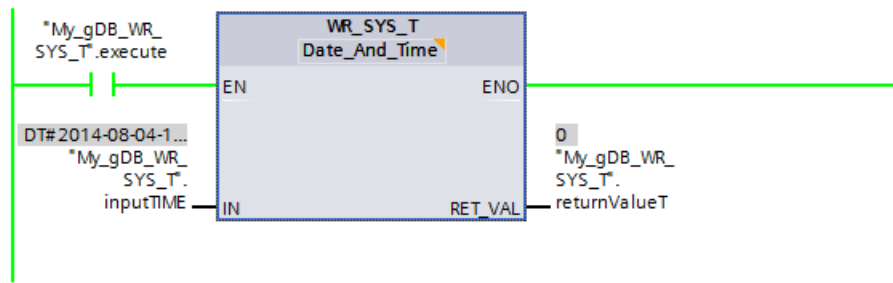 "My_gDB_WR_
SYS_T".execute
WR_SYS_T
Date_And_Time
EN
ENO
DT#2014-08-04-1...
"My_gDB_WR_
SYS_T".
inputTIME
IN
0
"My_gDB_WR_
SYS_T".
returnValueT
RET_VAL